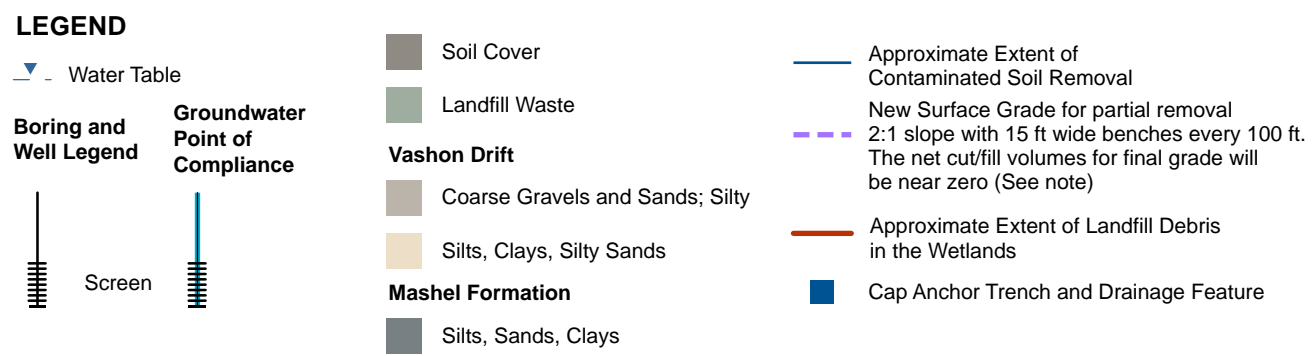 LEGEND
Water Table
Boring and
Well Legend
Groundwater
Point of
Compliance
Screen
Soil Cover
Landfill Waste
Vashon Drift
Coarse Gravels and Sands; Silty
Silts, Clays, Silty Sands
Mashel Formation
Silts, Sands, Clays
Approximate Extent of
Contaminated Soil Removal
New Surface Grade for partial removal
2:1 slope with 15 ft wide benches every 100 ft.
The net cut/fill volumes for final grade will
be near zero (See note)
Approximate Extent of Landfill Debris
in the Wetlands
Cap Anchor Trench and Drainage Feature